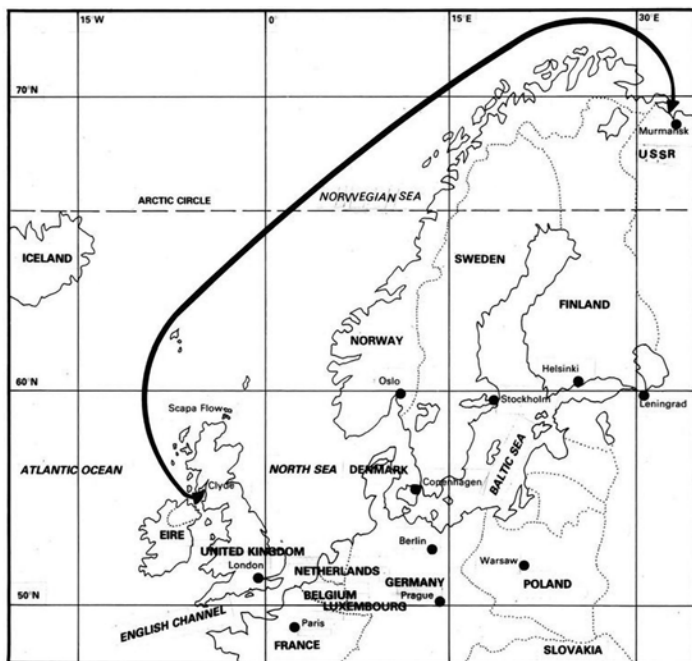 15 W
0
15 E
30 E
70°N
Murmansk
USSR
ARCTIC CIRCLE
NORVVEGIAN SEA
ICELAND
SWEDEN
FINLAND
NORWAY
Helsinki
60°N
Oslo
Stockholm
Leningrad
Scapa Flow
ATLANTIC OCEAN
NORTH SEA
DENMARK
BALTIC SEA
Clyde
Copenhagen
EIRE
UNITED KINGDOM
Berlin
London
NETHERLANDS
Warsaw
GERMANY
POLAND
BELGIUM
Prague
LUXEMBOURG
50°N
ENGLISH CHANNEL
Paris
FRANCE
SLOVAKIA